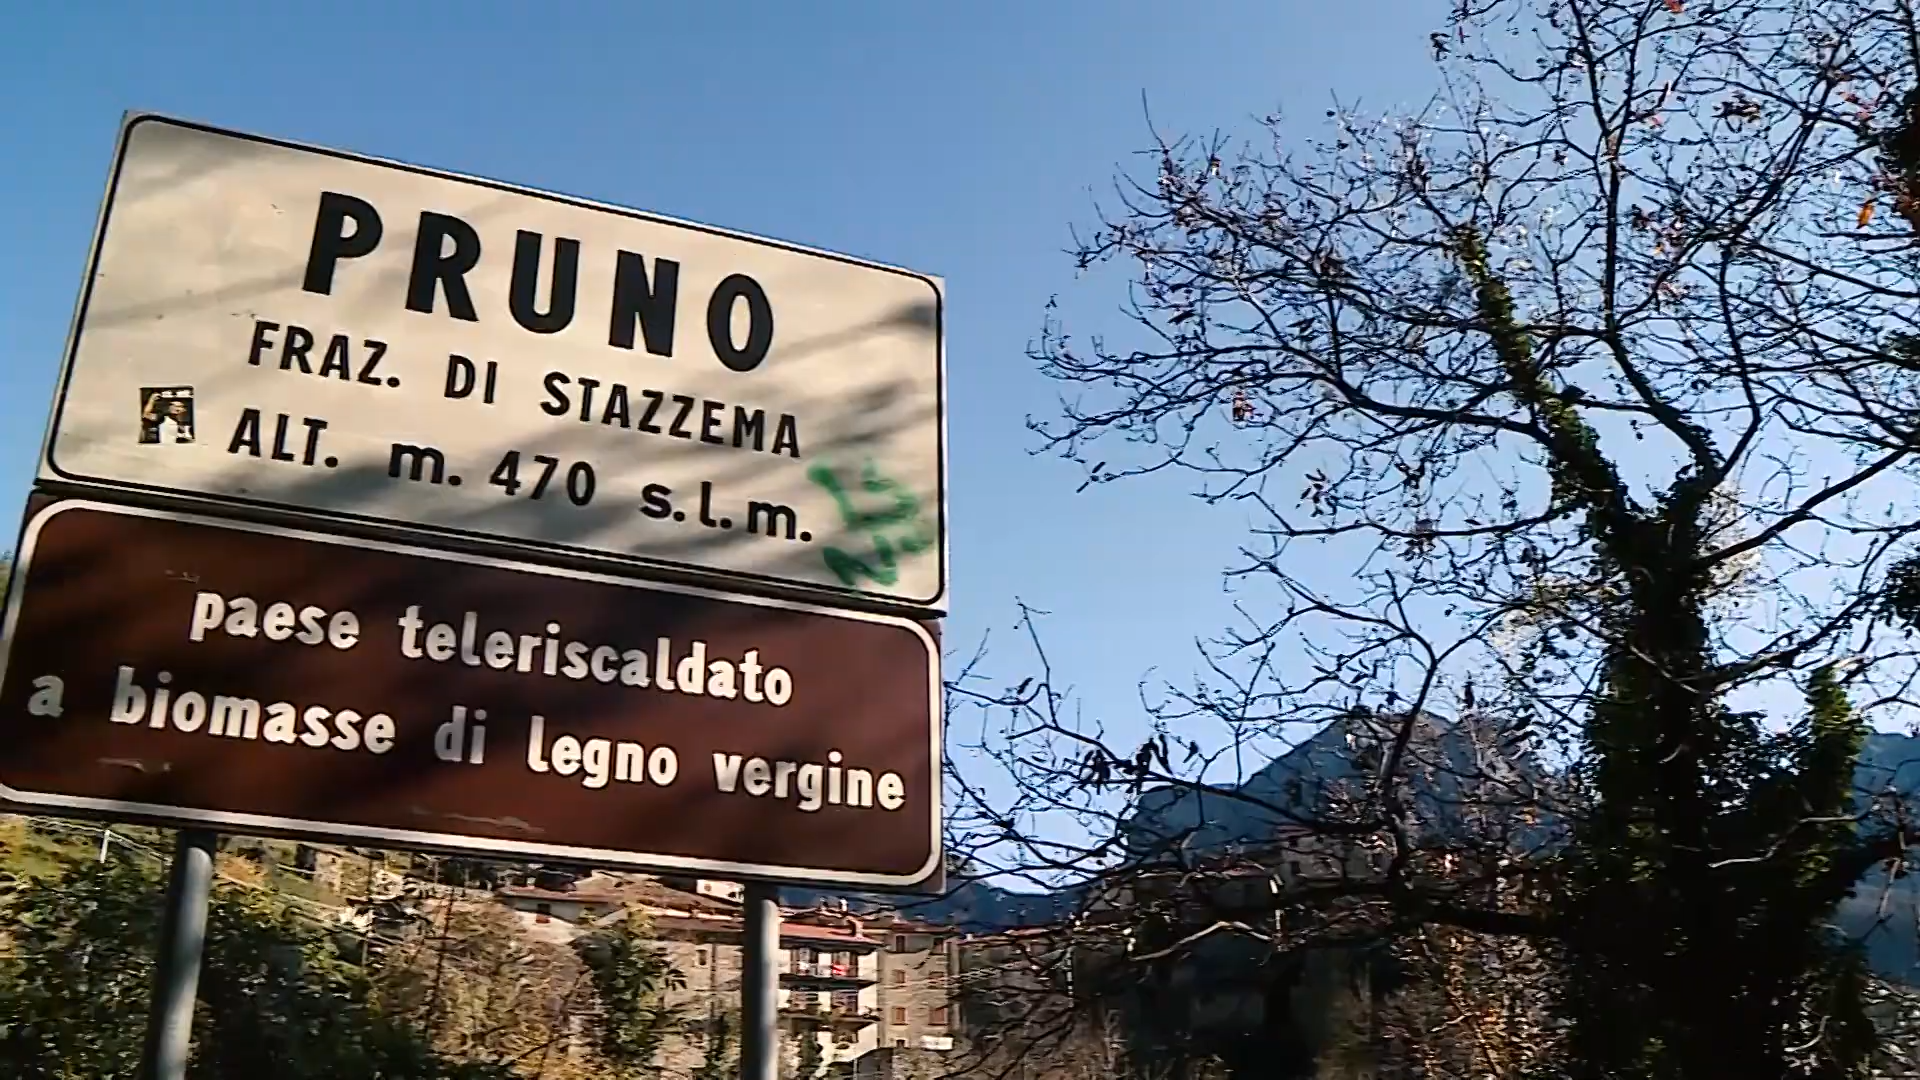 PRUNO
FRAZ. DI STAZZEMA
ALT. m. 470 s.l.m.
paese teleriscaldato
a biomasse di legno vergine